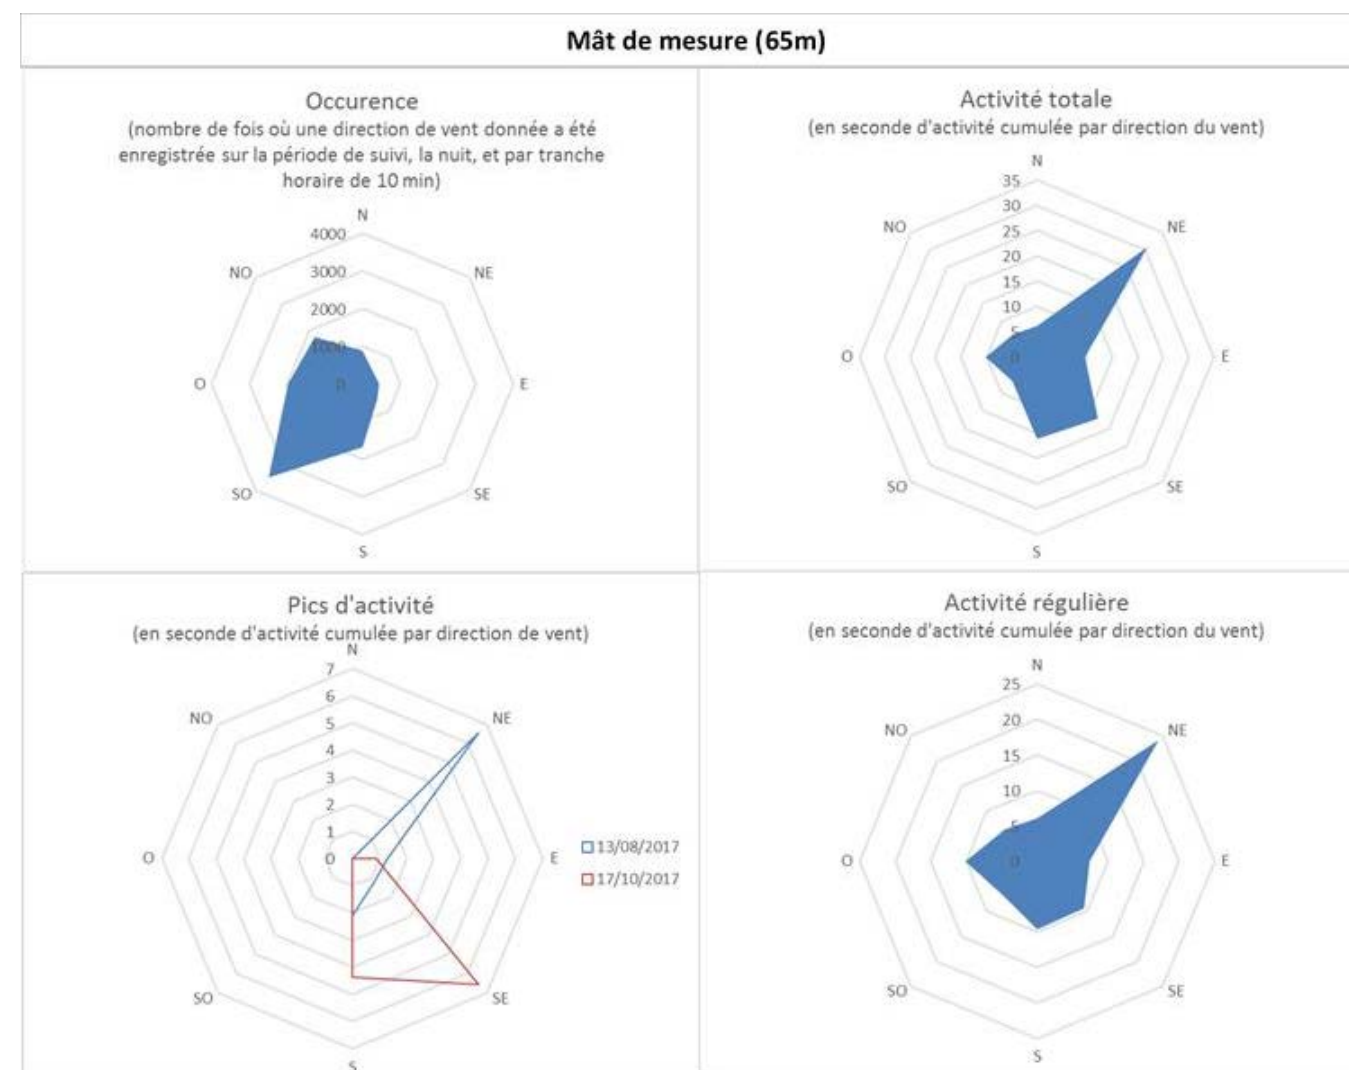 Mât de mesure (65m)
Occurence
(nombre de fois où une direction de vent donnée a été
enregistrée sur la période de suivi, la nuit, et par tranche
horaire de 10 min)
N
4000
NO
3000
NE
2000
1000
O
0
E
SO
SE
S
Activité totale
(en seconde d'activité cumulée par direction du vent)
N
35
30
NO
25
NE
20
15
10
5
O
0
E
SO
SE
S
Pics d'activité
(en seconde d'activité cumulée par direction de vent)
N
7
6
NO
5
NE
4
3
2
1
O
0
E
13/08/2017
17/10/2017
SO
SE
S
Activité régulière
(en seconde d'activité cumulée par direction du vent)
N
25
20
NO
NE
15
10
5
O
0
E
SO
SE
S